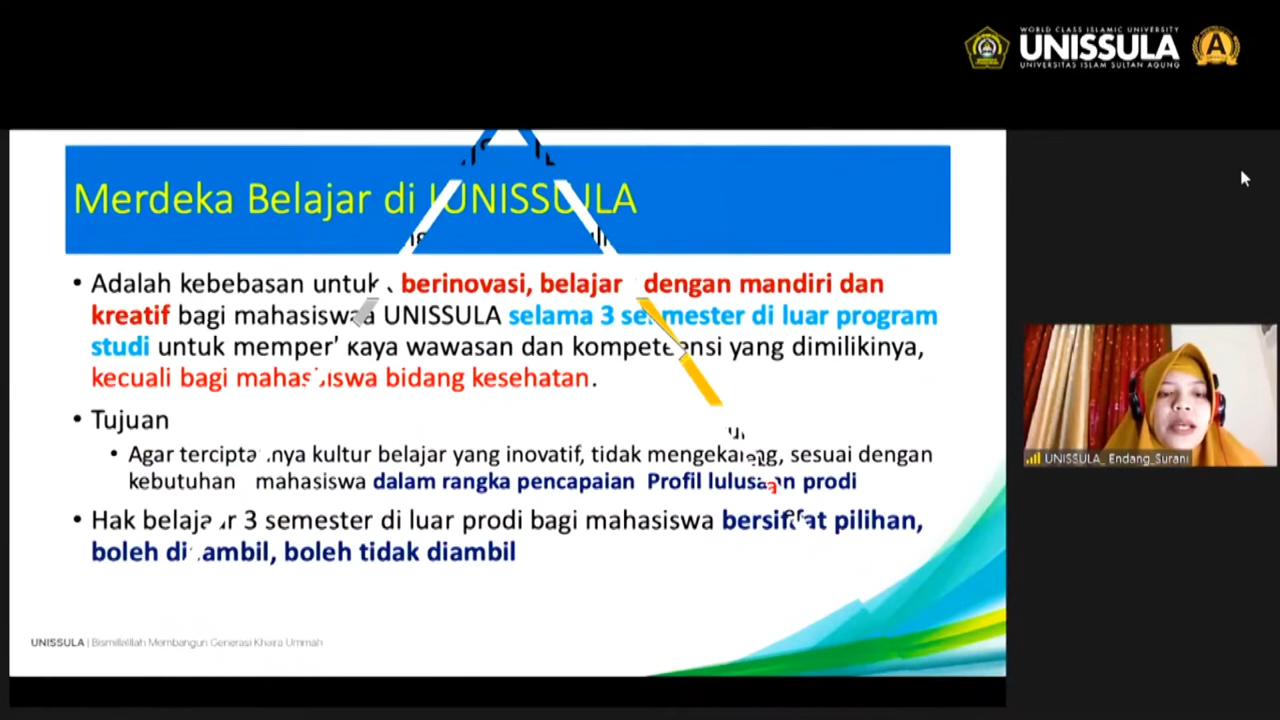 WORLD CLASS ISLAMIC UNIVERSITY
UNISSULA
UNIVERSITAS ISLAM SULTAN AGUNG
A
Merdeka Belajar di UNISSULA
• Adalah kebebasan untuk berinovasi, belajar dengan mandiri dan
kreatif bagi mahasiswa UNISSULA selama 3 semester di luar program
studi untuk memperkaya wawasan dan kompetensi yang dimilikinya,
kecuali bagi mahasiswa bidang kesehatan.
• Tujuan
• Agar terciptanya kultur belajar yang inovatif, tidak mengekang, sesuai dengan
kebutuhan mahasiswa dalam rangka pencapaian Profil lulusan prodi
• Hak belajar 3 semester di luar prodi bagi mahasiswa bersifat pilihan,
boleh diambil, boleh tidak diambil
UNISSULA | Bismillahlah Membangun Generasi Khaira Ummah
UNISSULA_ Endang_Surani